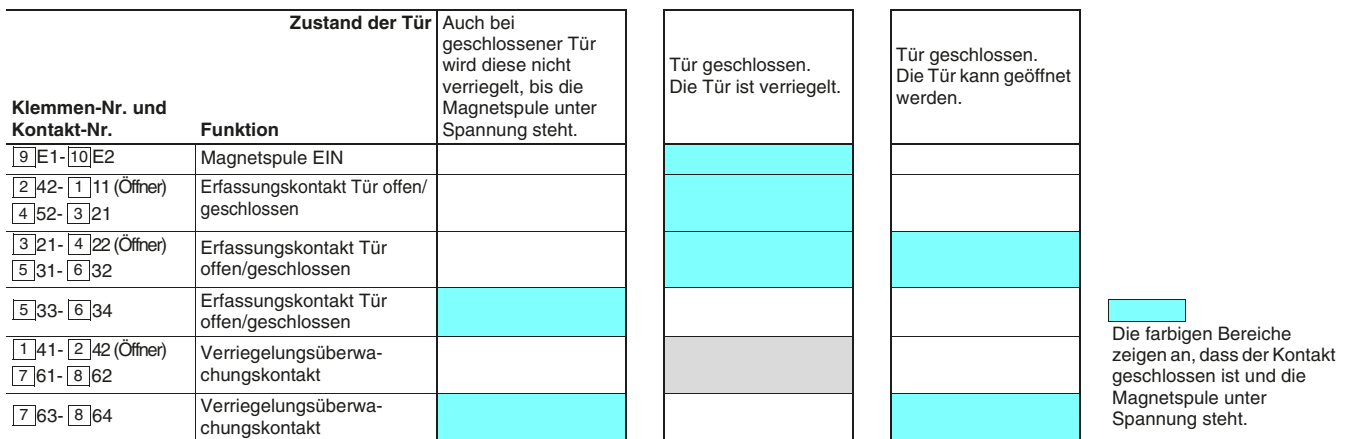 Zustand der Tür
Auch bei
geschlossener Tür
wird diese nicht
verriegelt, bis die
Magnetspule unter
Spannung steht.
Tür geschlossen.
Die Tür ist verriegelt.
Tür geschlossen.
Die Tür kann geöffnet
werden.
Klemmen-Nr. und
Kontakt-Nr.
Funktion
9 E1- 10 E2
Magnetspule EIN
2 42- 1 11 (Öffner)
4 52- 3 21
Erfassungskontakt Tür offen/
geschlossen
3 21- 4 22 (Öffner)
5 31- 6 32
Erfassungskontakt Tür
offen/geschlossen
5 33- 6 34
Erfassungskontakt Tür
offen/geschlossen
1 41- 2 42 (Öffner)
7 61- 8 62
Verriegelungsüberwa-
chungskontakt
7 63- 8 64
Verriegelungsüberwa-
chungskontakt
Die farbigen Bereiche
zeigen an, dass der Kontakt
geschlossen ist und die
Magnetspule unter
Spannung steht.